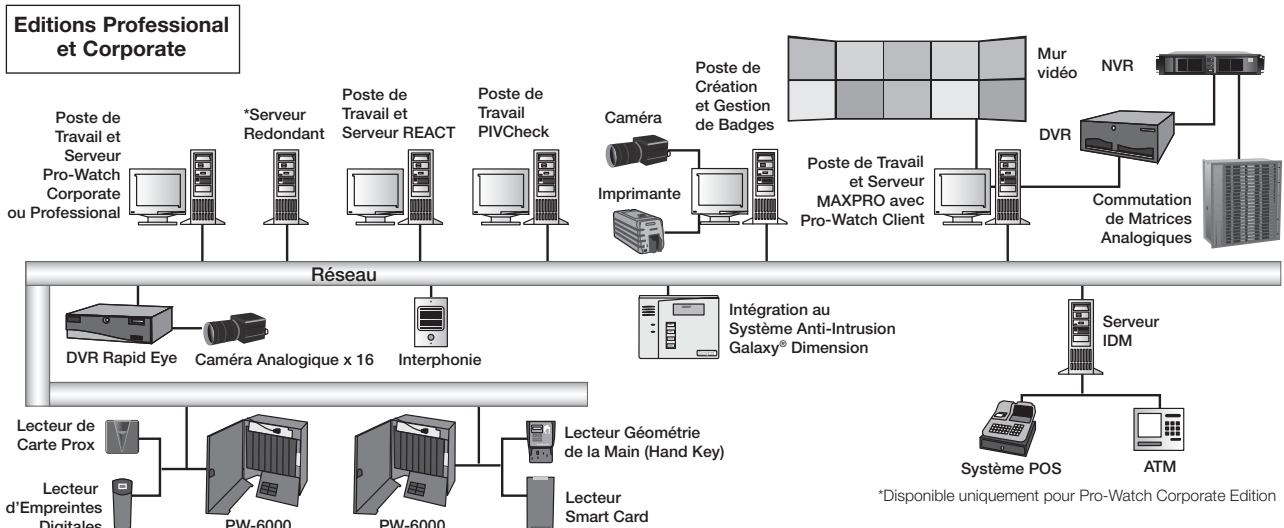 Editions Professional
et Corporate
Poste de
Travail et
Serveur
Pro-Watch
Corporate
ou Professional
*Serveur
Redondant
Poste de
Travail et
Serveur REACT
Poste de
Travail
PIVCheck
Caméra
Imprimante
Poste de
Création
et Gestion
de Badges
Poste de Travail
et Serveur
MAXPRO avec
Pro-Watch Client
Mur
vidéo
NVR
DVR
Commutation
de Matrices
Analogiques
Réseau
DVR Rapid Eye
Caméra Analogique x 16
Interphonie
Intégration au
Système Anti-Intrusion
Galaxy® Dimension
Serveur
IDM
Système POS
ATM
Lecteur de
Carte Prox
Lecteur
d'Empreintes
Digitales
PW-6000
PW-6000
Lecteur Géométrie
de la Main (Hand Key)
Lecteur
Smart Card
*Disponible uniquement pour Pro-Watch Corporate Edition